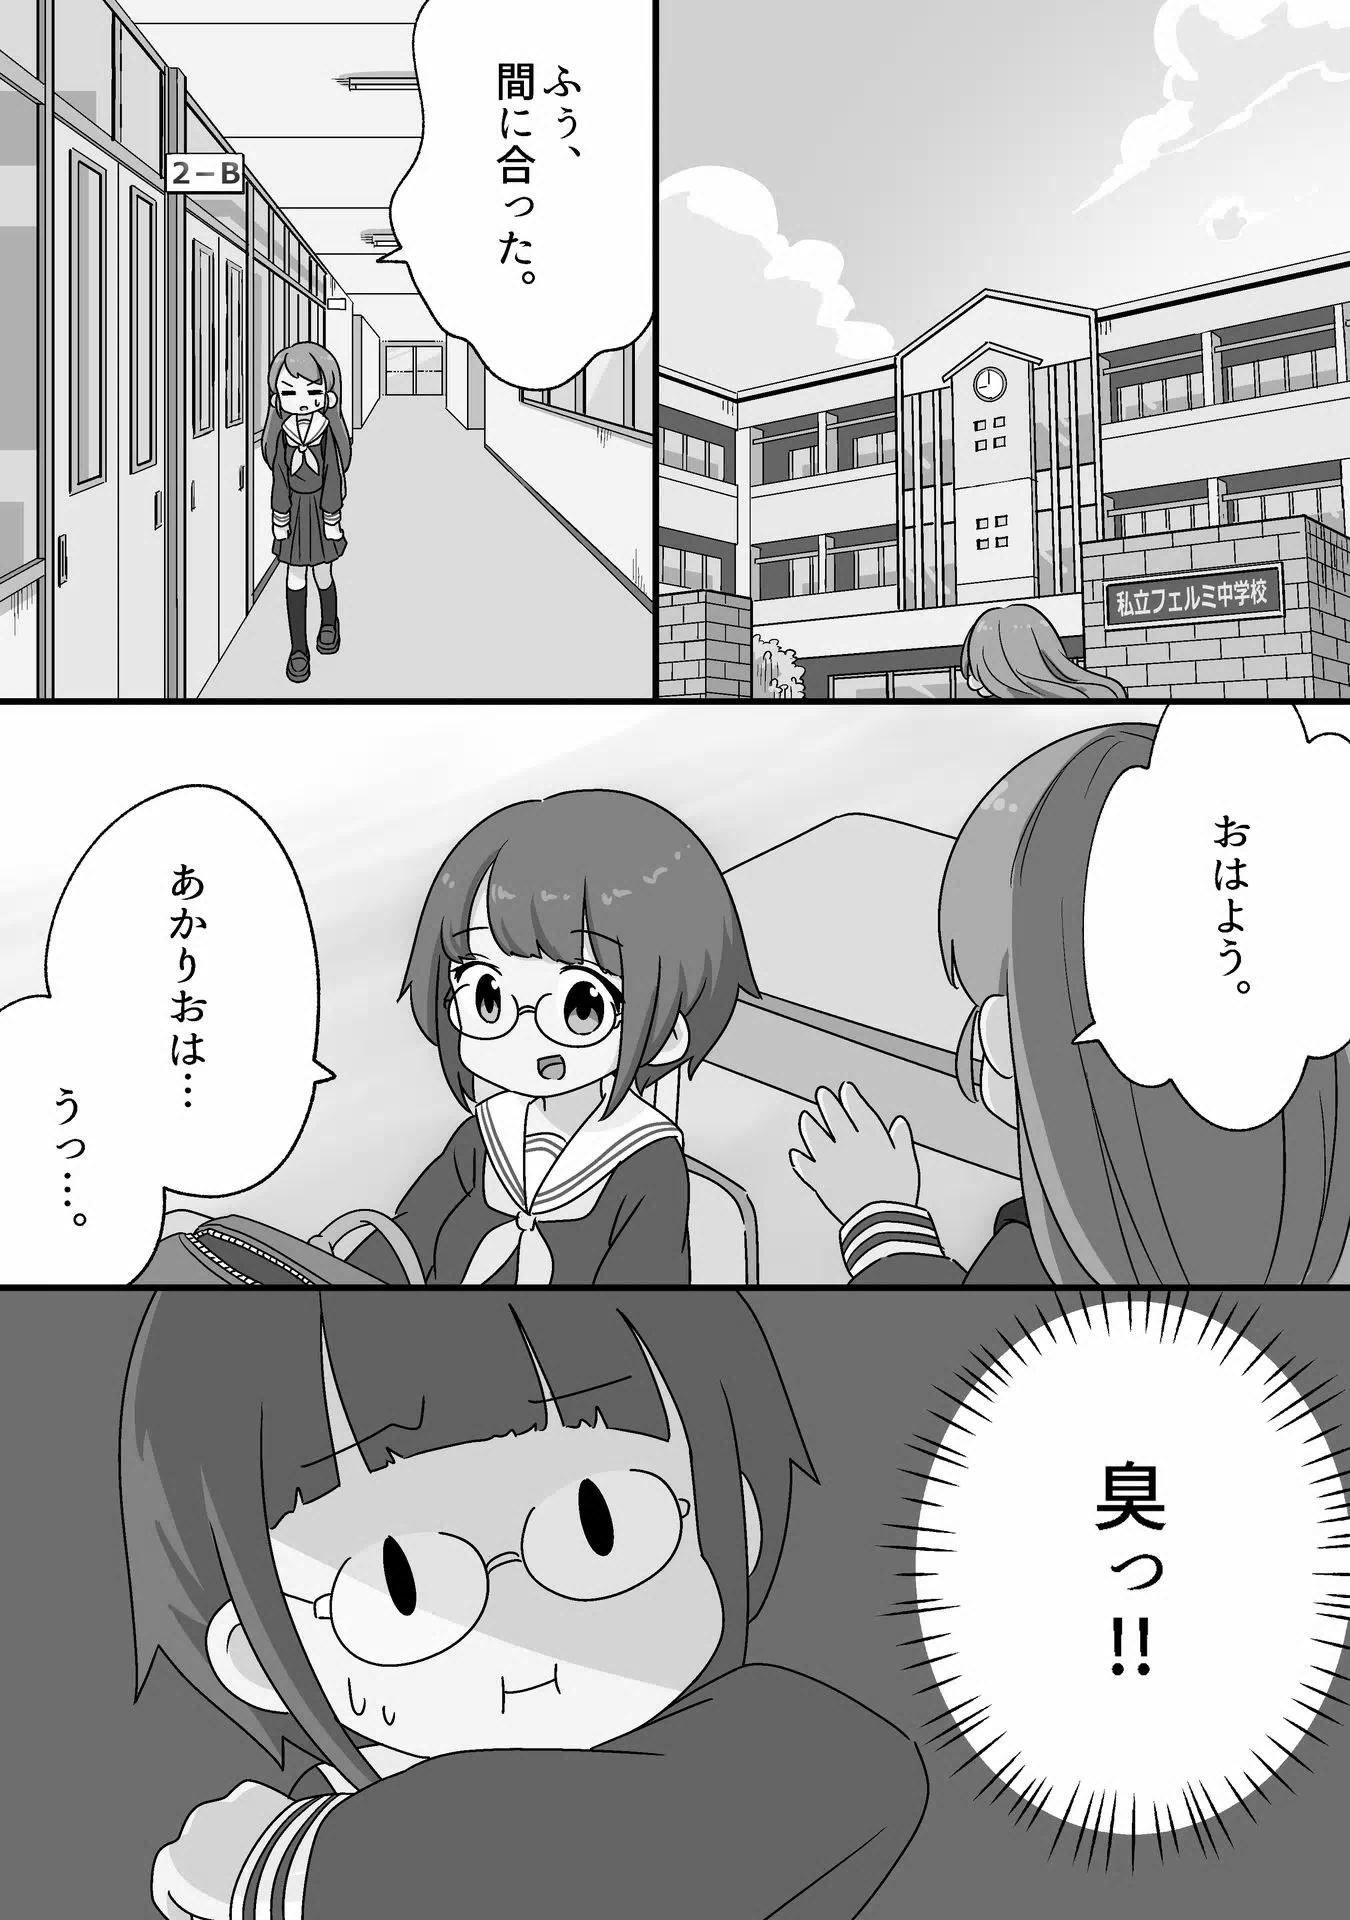 私立フェルミ中学校
ふぅ、
間に合った。
2-B
おはよう。
あかりおは…
うっ…。
臭っ!!